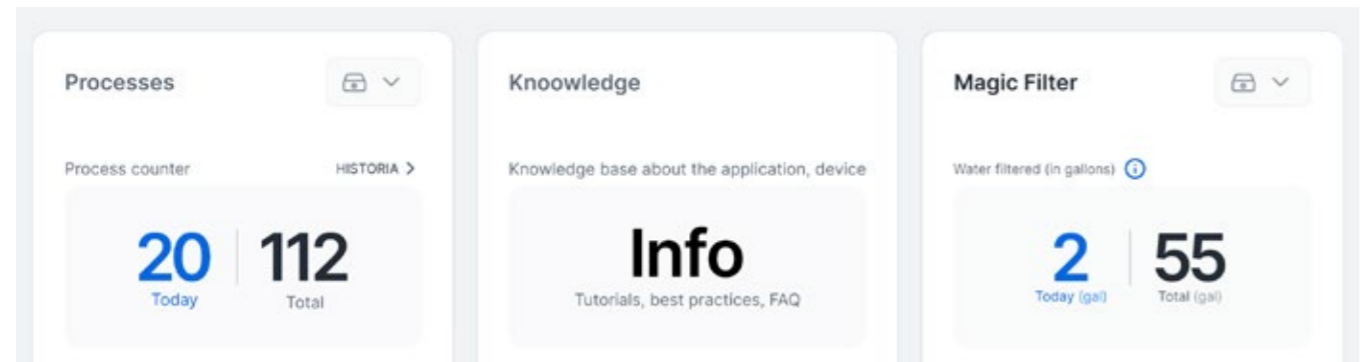 Processes
Process counter
HISTORIA >
20
112
Today
Total
Knoowledge
Knowledge base about the application, device
Info
Tutorials, best practices, FAQ
Magic Filter
Water filtered (in gallons)
2
55
Today (gal)
Total (gal)